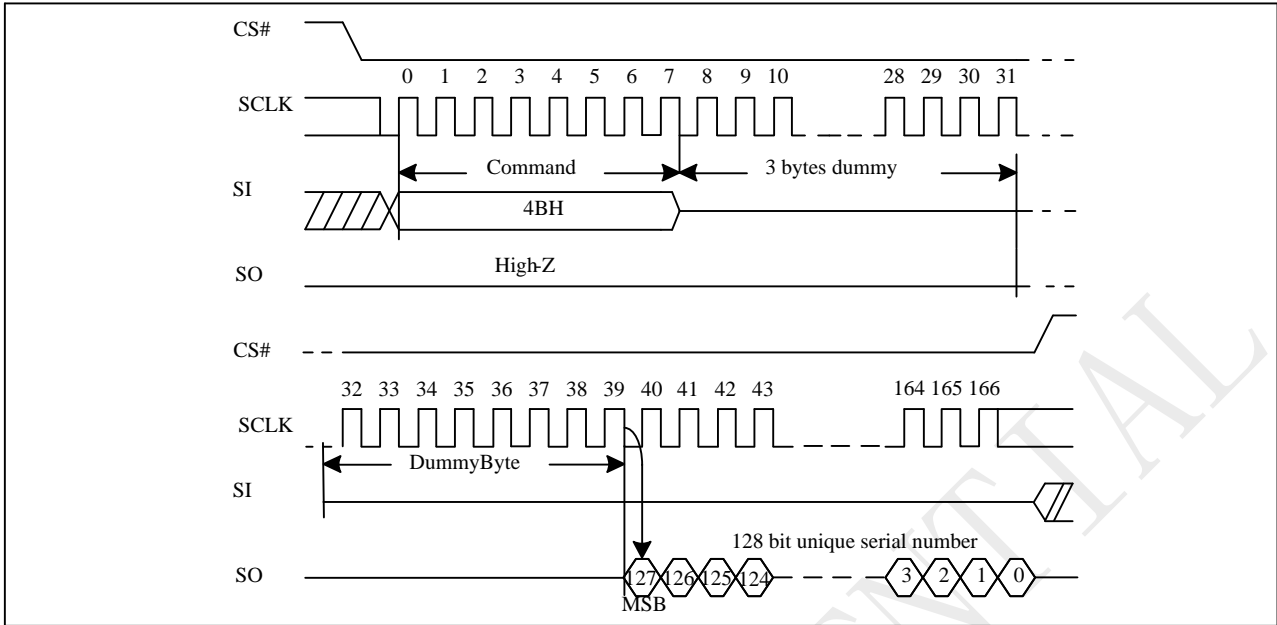 CS#
0 1 2 3 4 5 6 7 8 9 10 28 29 30 31
SCLK
Command 3 bytes dummy
SI
4BH
High-Z
SO
CS#
32 33 34 35 36 37 38 39 40 41 42 43 164 165 166
SCLK
DummyByte
SI
128 bit unique serial number
SO 127 126 125 124 3 2 1 0
MSB
ENTIAL